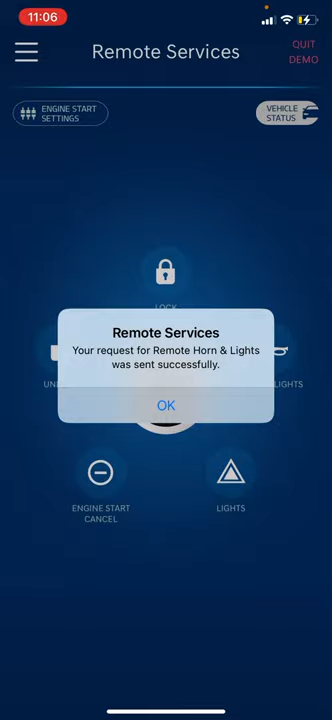 11:06
Remote Services
QUIT
DEMO
ENGINE START
SETTINGS
VEHICLE
STATUS
LOCK
Remote Services
Your request for Remote Horn & Lights
was sent successfully.
OK
LIGHTS
ENGINE START
CANCEL
LIGHTS